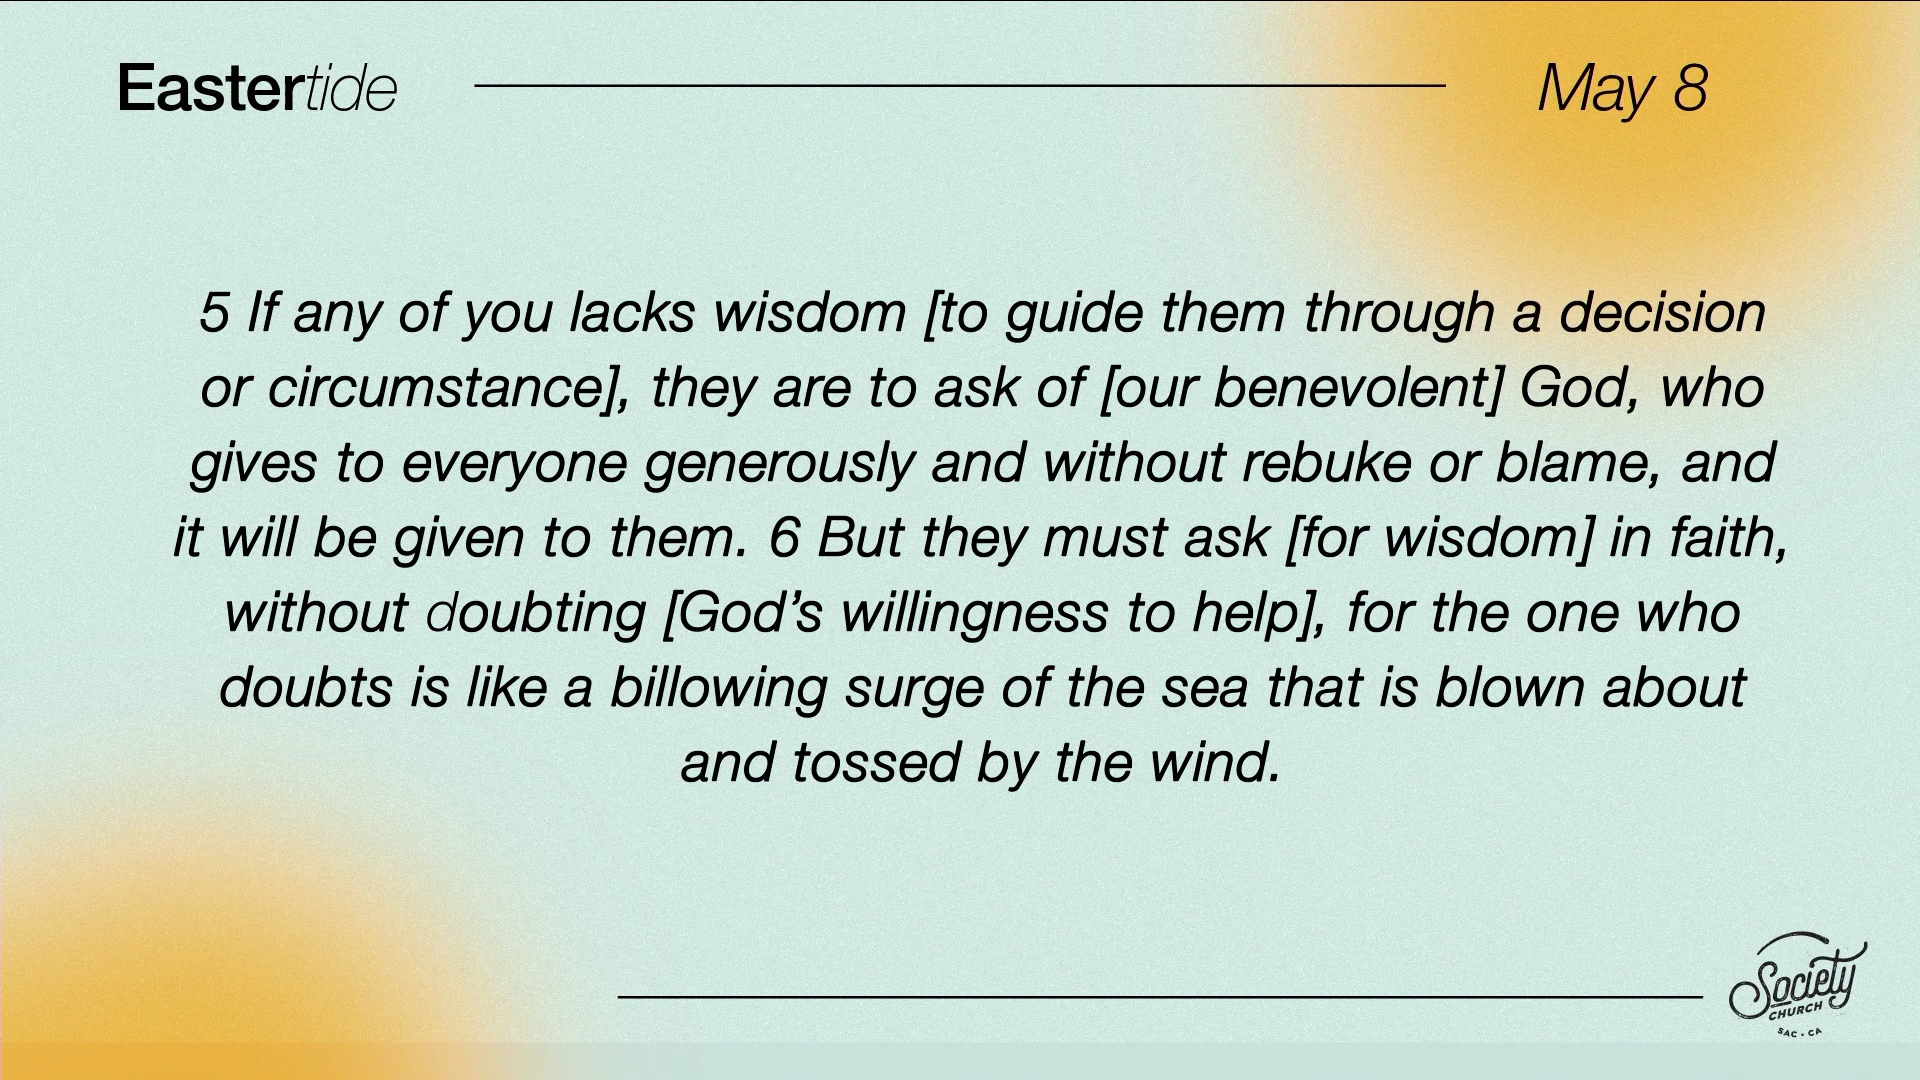 Eastertide
May 8
5 If any of you lacks wisdom [to guide them through a decision
or circumstance], they are to ask of [our benevolent] God, who
gives to everyone generously and without rebuke or blame, and
it will be given to them. 6 But they must ask [for wisdom] in faith,
without doubting [God’s willingness to help], for the one who
doubts is like a billowing surge of the sea that is blown about
and tossed by the wind.
Society
CHURCH
SAC • CA